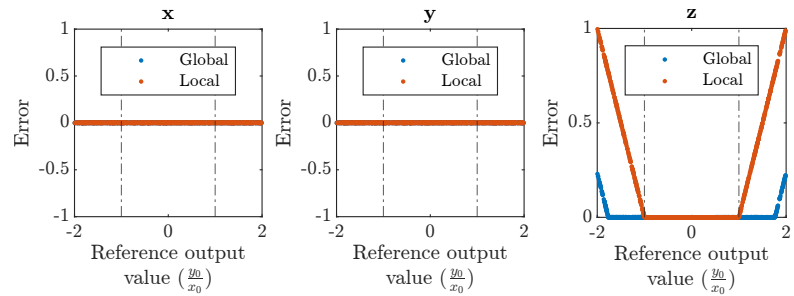 x
1
0.5
0
-0.5
-1
-2 0 2
Error
Global
Local
Reference output
value (y₀/x₀)
y
1
0.5
0
-0.5
-1
-2 0 2
Error
Global
Local
Reference output
value (y₀/x₀)
z
1
0.5
0
-2 0 2
Error
Global
Local
Reference output
value (y₀/x₀)